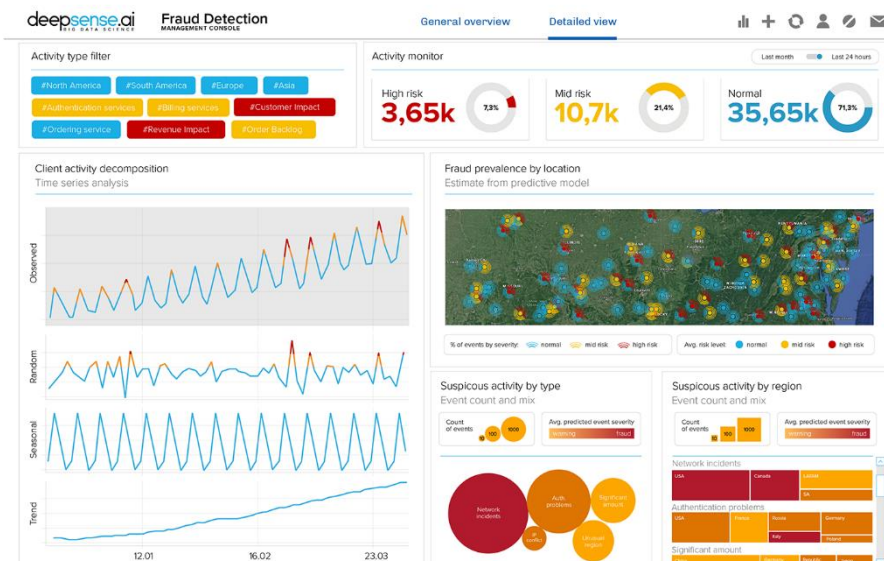 deepsense.ai
BIG DATA SCIENCE
Fraud Detection
MANAGEMENT CONSOLE
General overview
Detailed view
Activity type filter
#North America
#South America
#Europe
#Asia
#Authentication services
#Billing services
#Customer Impact
#Ordering service
#Revenue Impact
#Order Backlog
Activity monitor
Last month
Last 24 hours
High risk
3,65k
7,3%
Mid risk
10,7k
21,4%
Normal
35,65k
71,3%
Client activity decomposition
Time series analysis
Observed
Random
Seasonal
Trend
12.01
16.02
23.03
Fraud prevalence by location
Estimate from predictive model
% of events by severity:
normal
mid risk
high risk
Avg. risk level:
normal
mid risk
high risk
Suspicous activity by type
Event count and mix
Count
of events
10
100
1000
Avg. predicted event severity
warning
fraud
Network
incidents
Auth.
problems
Significant
amount
IP
conflict
Unusual
region
Suspicous activity by region
Event count and mix
Count
of events
10
100
1000
Avg. predicted event severity
warning
fraud
Network incidents
USA
Canada
Authentication problems
USA
France
Russia
Germany
Italy
Poland
Significant amount